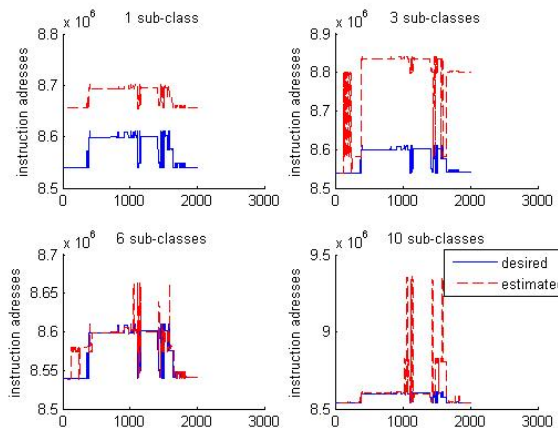 x 10^6
1 sub-class
8.8
8.7
8.6
8.5
instruction adresses
0
1000
2000
3000
x 10^6
3 sub-classes
8.9
8.8
8.7
8.6
8.5
instruction adresses
0
1000
2000
3000
x 10^6
6 sub-classes
8.7
8.65
8.6
8.55
8.5
instruction adresses
0
1000
2000
3000
x 10^6
10 sub-classes
9.5
9
8.5
instruction adresses
0
1000
2000
3000
desired
estimated